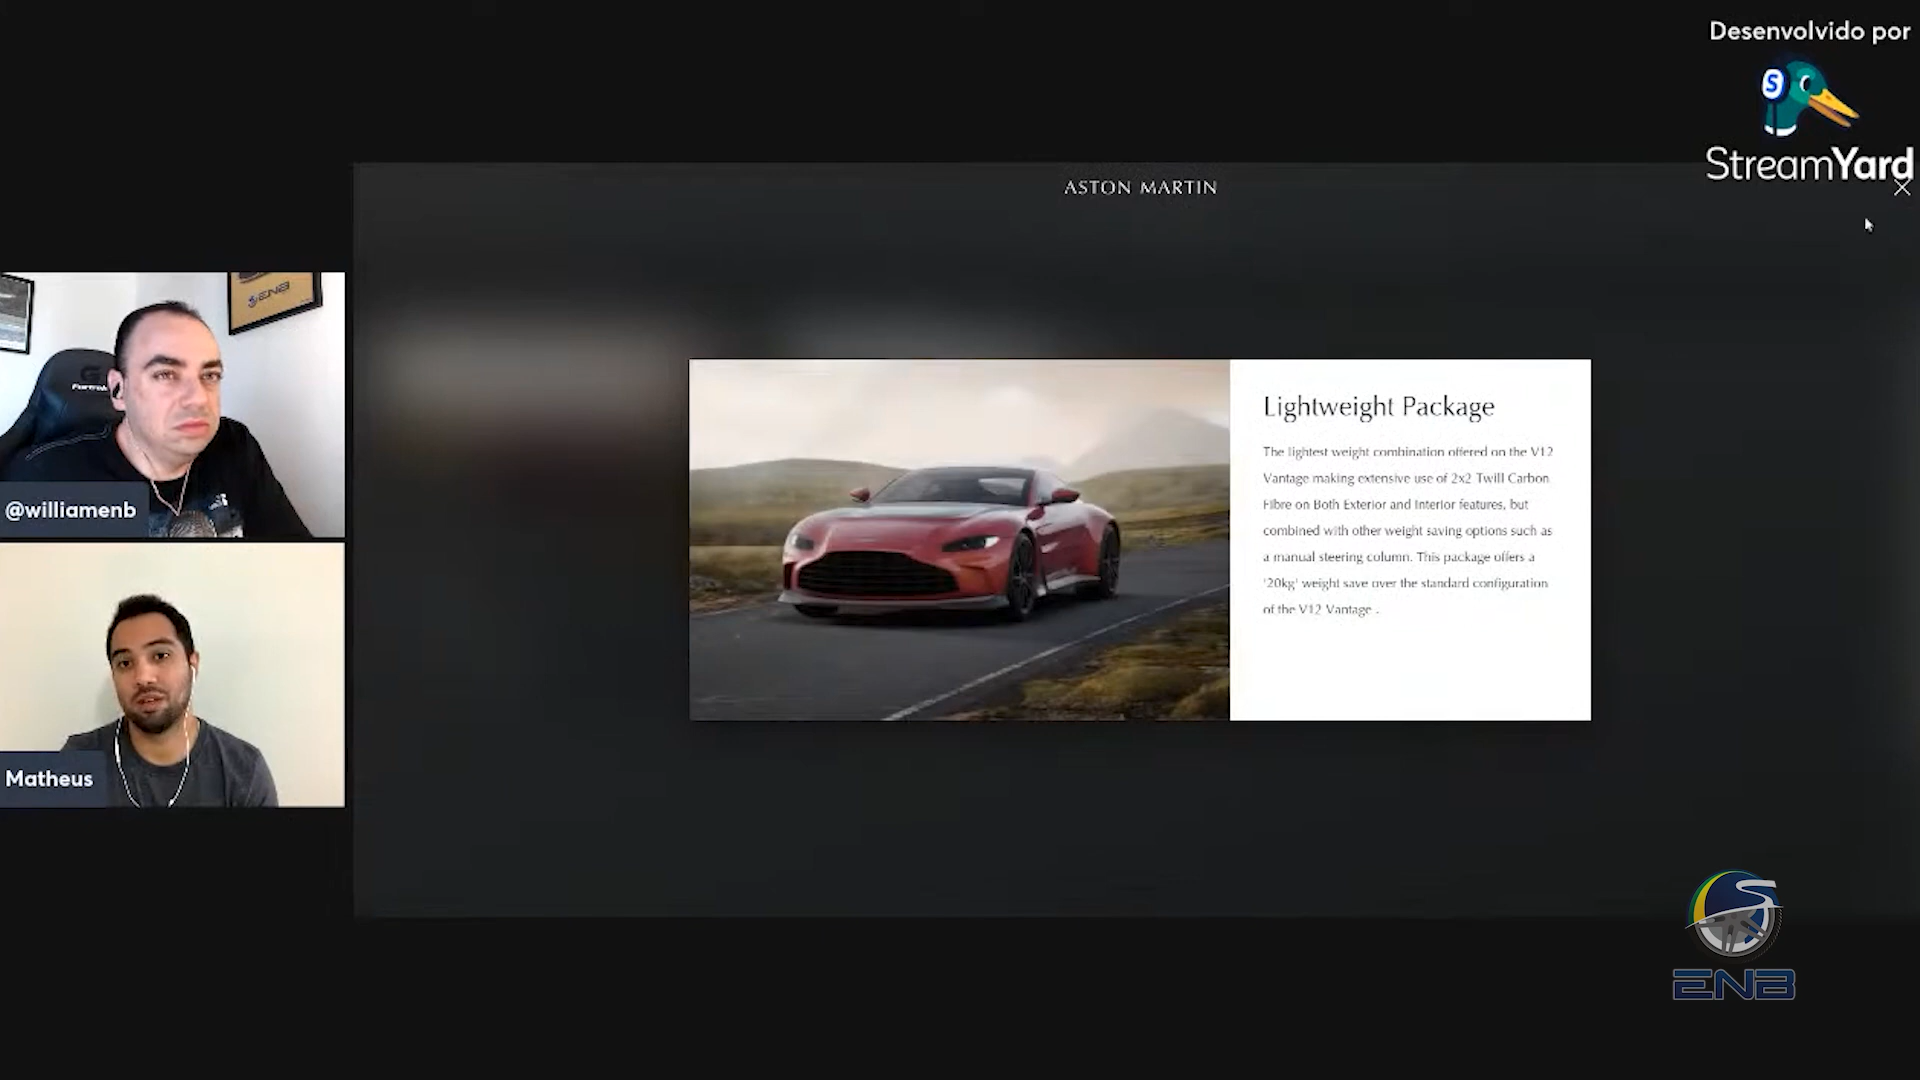 Desenvolvido por
S
StreamYard
ASTON MARTIN
ENB
@williamenb
Matheus
Lightweight Package
The lightest weight combination offered on the V12
Vantage making extensive use of 2x2 Twill Carbon
Fibre on Both Exterior and Interior features, but
combined with other weight saving options such as
a manual steering column. This package offers a
'20kg' weight save over the standard configuration
of the V12 Vantage .
ENB